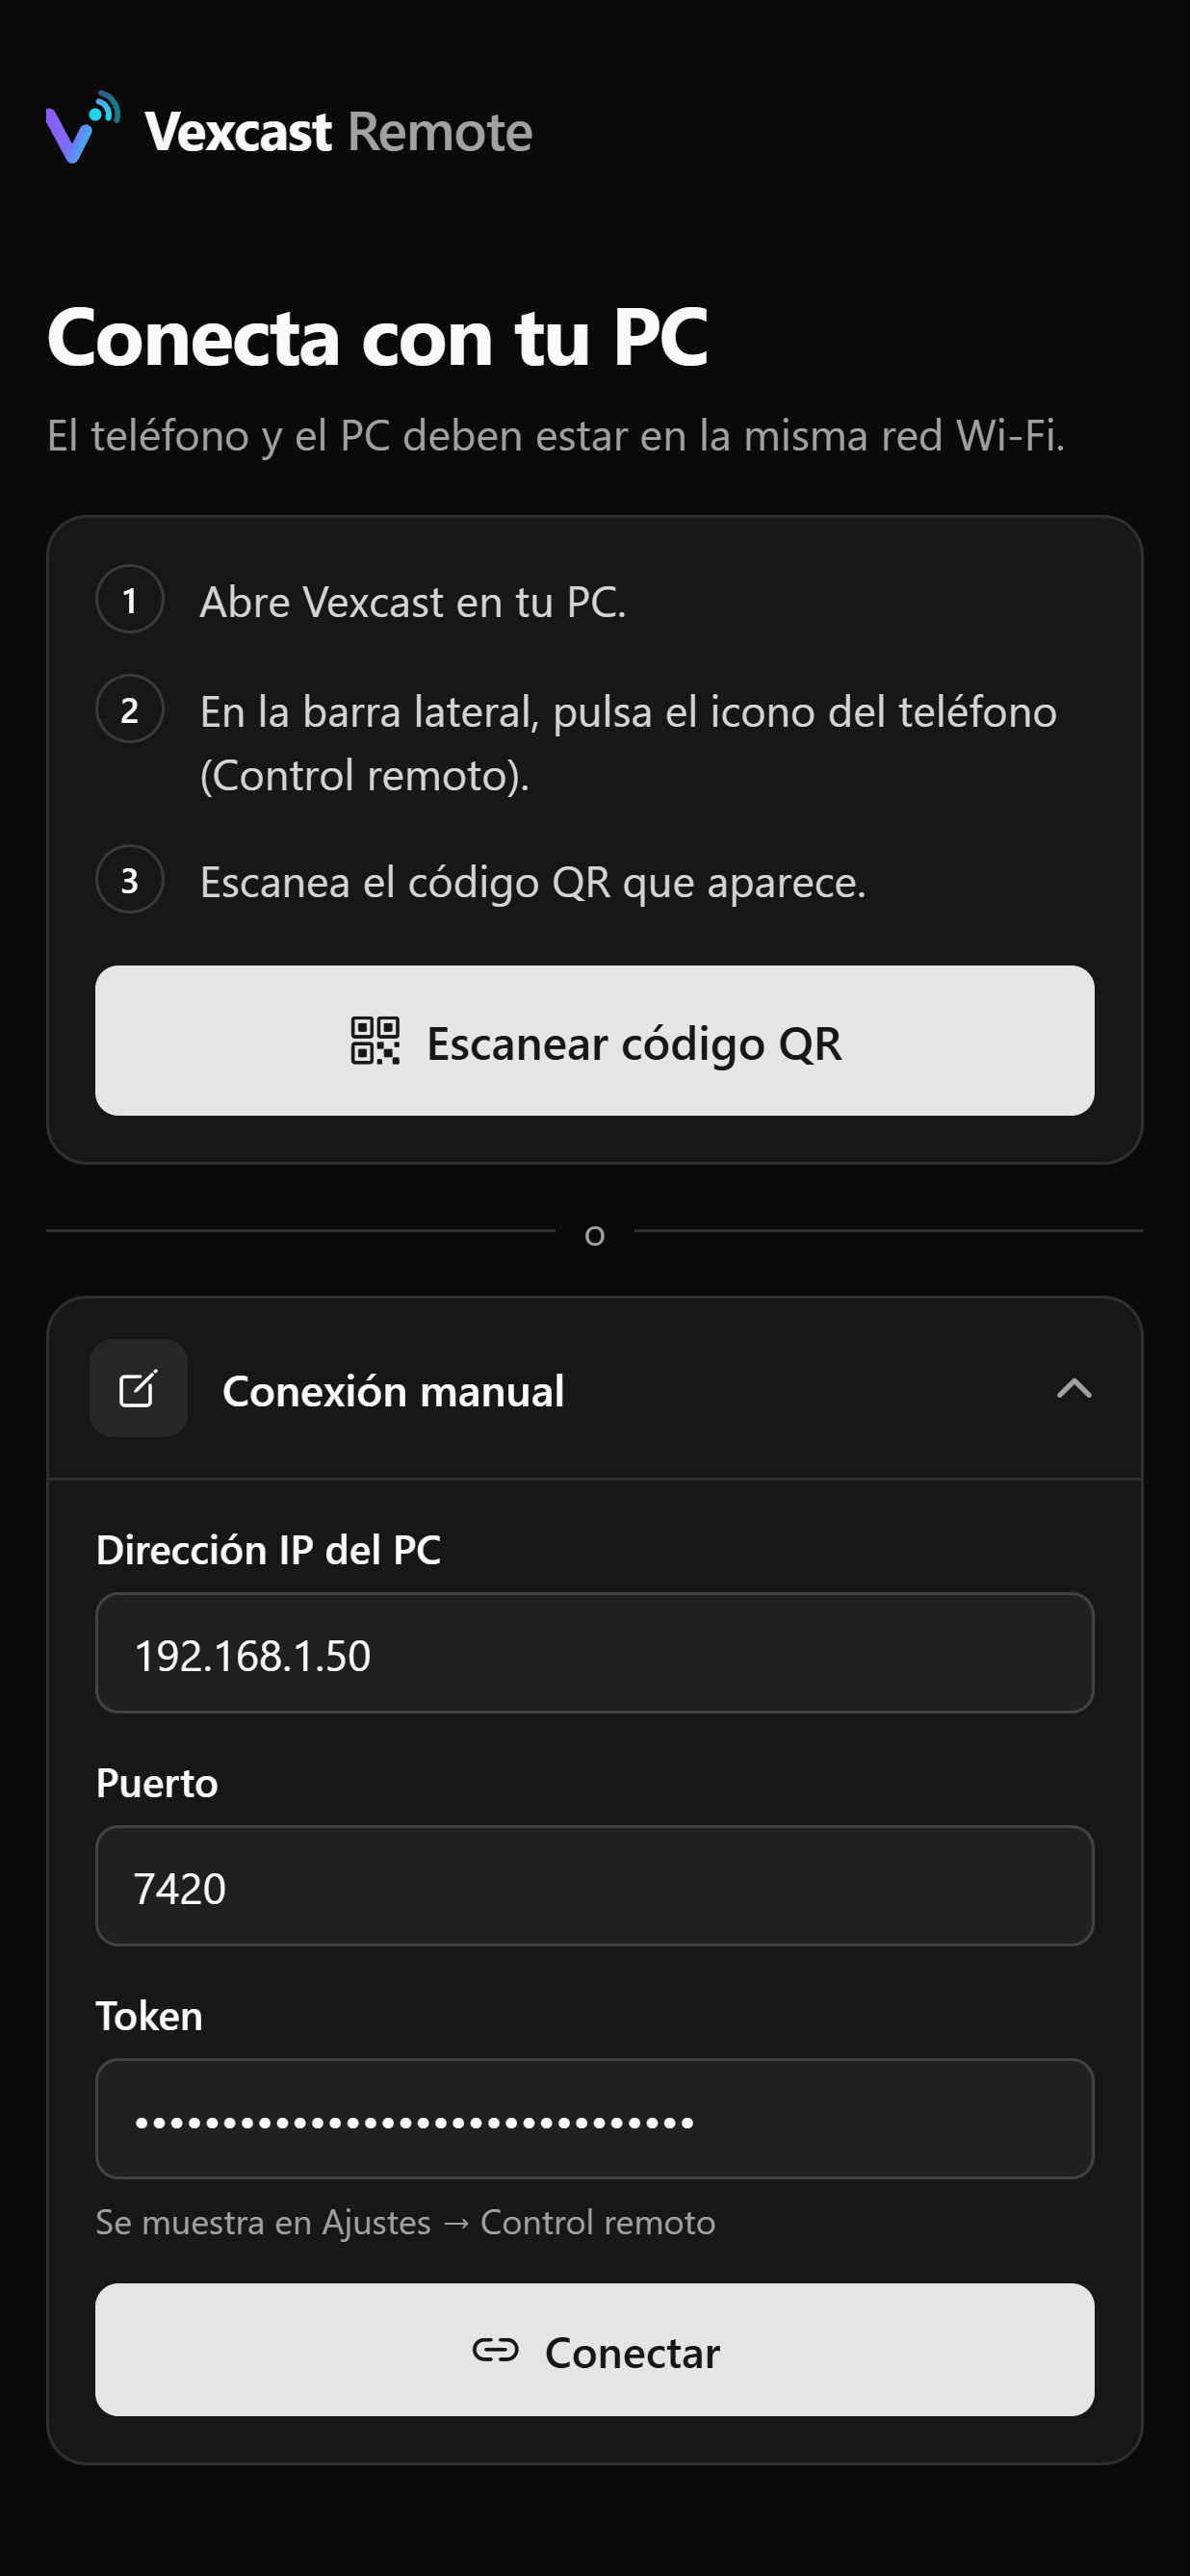 Vexcast Remote
Conecta con tu PC
El teléfono y el PC deben estar en la misma red Wi-Fi.
1 Abre Vexcast en tu PC.
2 En la barra lateral, pulsa el icono del teléfono
(Control remoto).
3 Escanea el código QR que aparece.
Escanear código QR
o
Conexión manual
Dirección IP del PC
192.168.1.50
Puerto
7420
Token
••••••••••••••••••••••••••••••••
Se muestra en Ajustes → Control remoto
Conectar